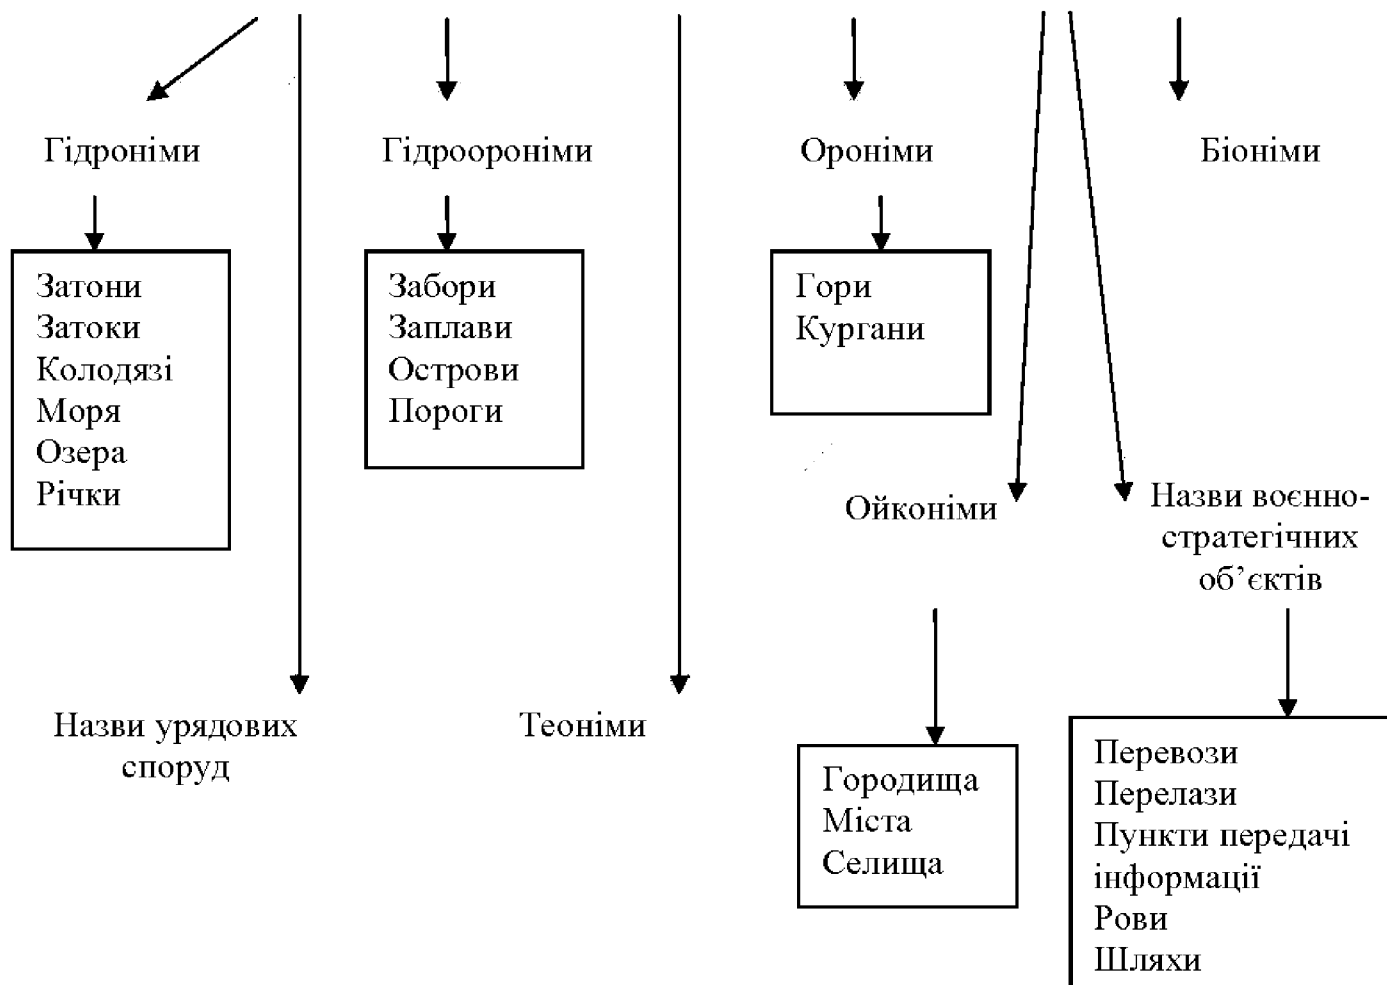 Гідроніми
Гідроороніми
Ороніми
Біоніми
Затони
Затоки
Колодязі
Моря
Озера
Річки
Забори
Заплави
Острови
Пороги
Гори
Кургани
Ойконіми
Назви воєнно-
стратегічних
об’єктів
Назви урядових
споруд
Теоніми
Городища
Міста
Селища
Перевози
Перелази
Пункти передачі
інформації
Рови
Шляхи